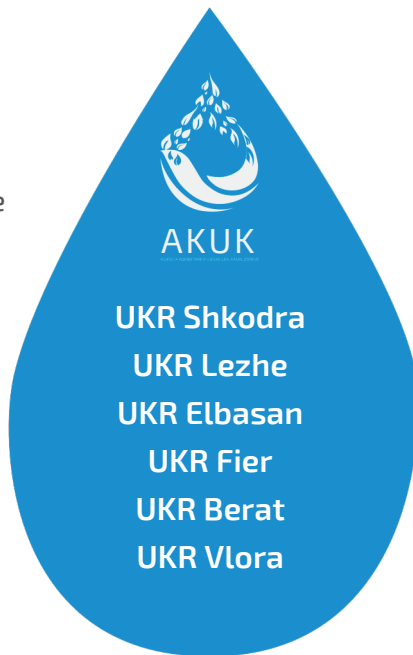 AKUK
UKR Shkodra
UKR Lezhe
UKR Elbasan
UKR Fier
UKR Berat
UKR Vlora